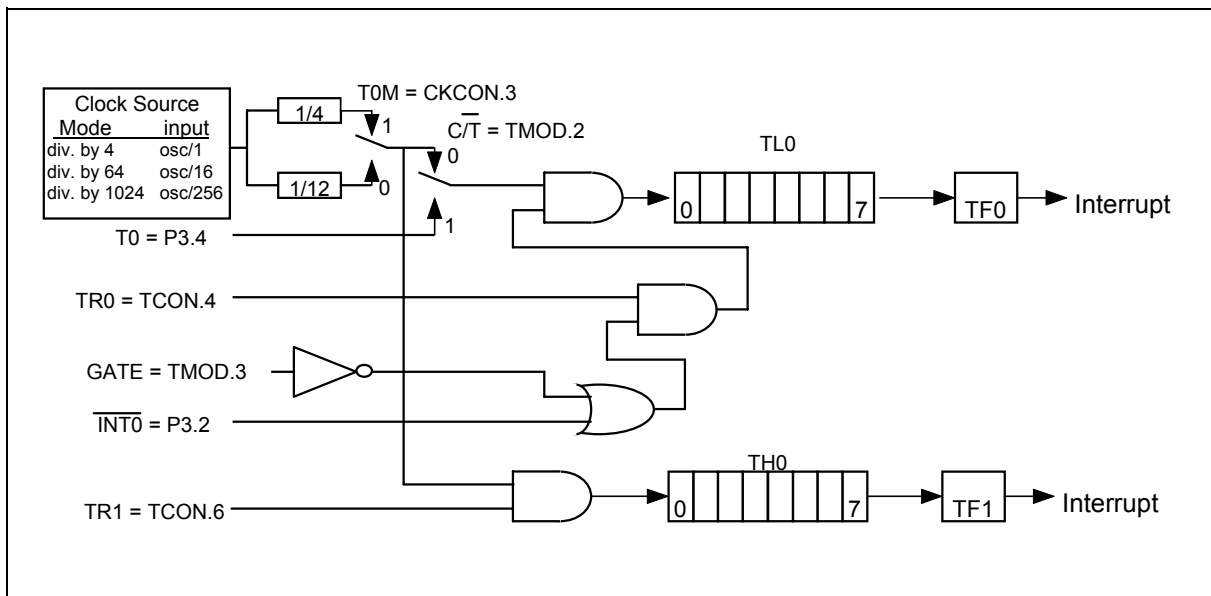 Clock Source
Mode input
div. by 4 osc/1
div. by 64 osc/16
div. by 1024 osc/256
1/4
1/12
T0M = CKCON.3
1
0
C/T̅ = TMOD.2
0
1
T0 = P3.4
TL0
0 7
TF0
Interrupt
TR0 = TCON.4
GATE = TMOD.3
I̅N̅T̅0̅ = P3.2
TR1 = TCON.6
TH0
0 7
TF1
Interrupt